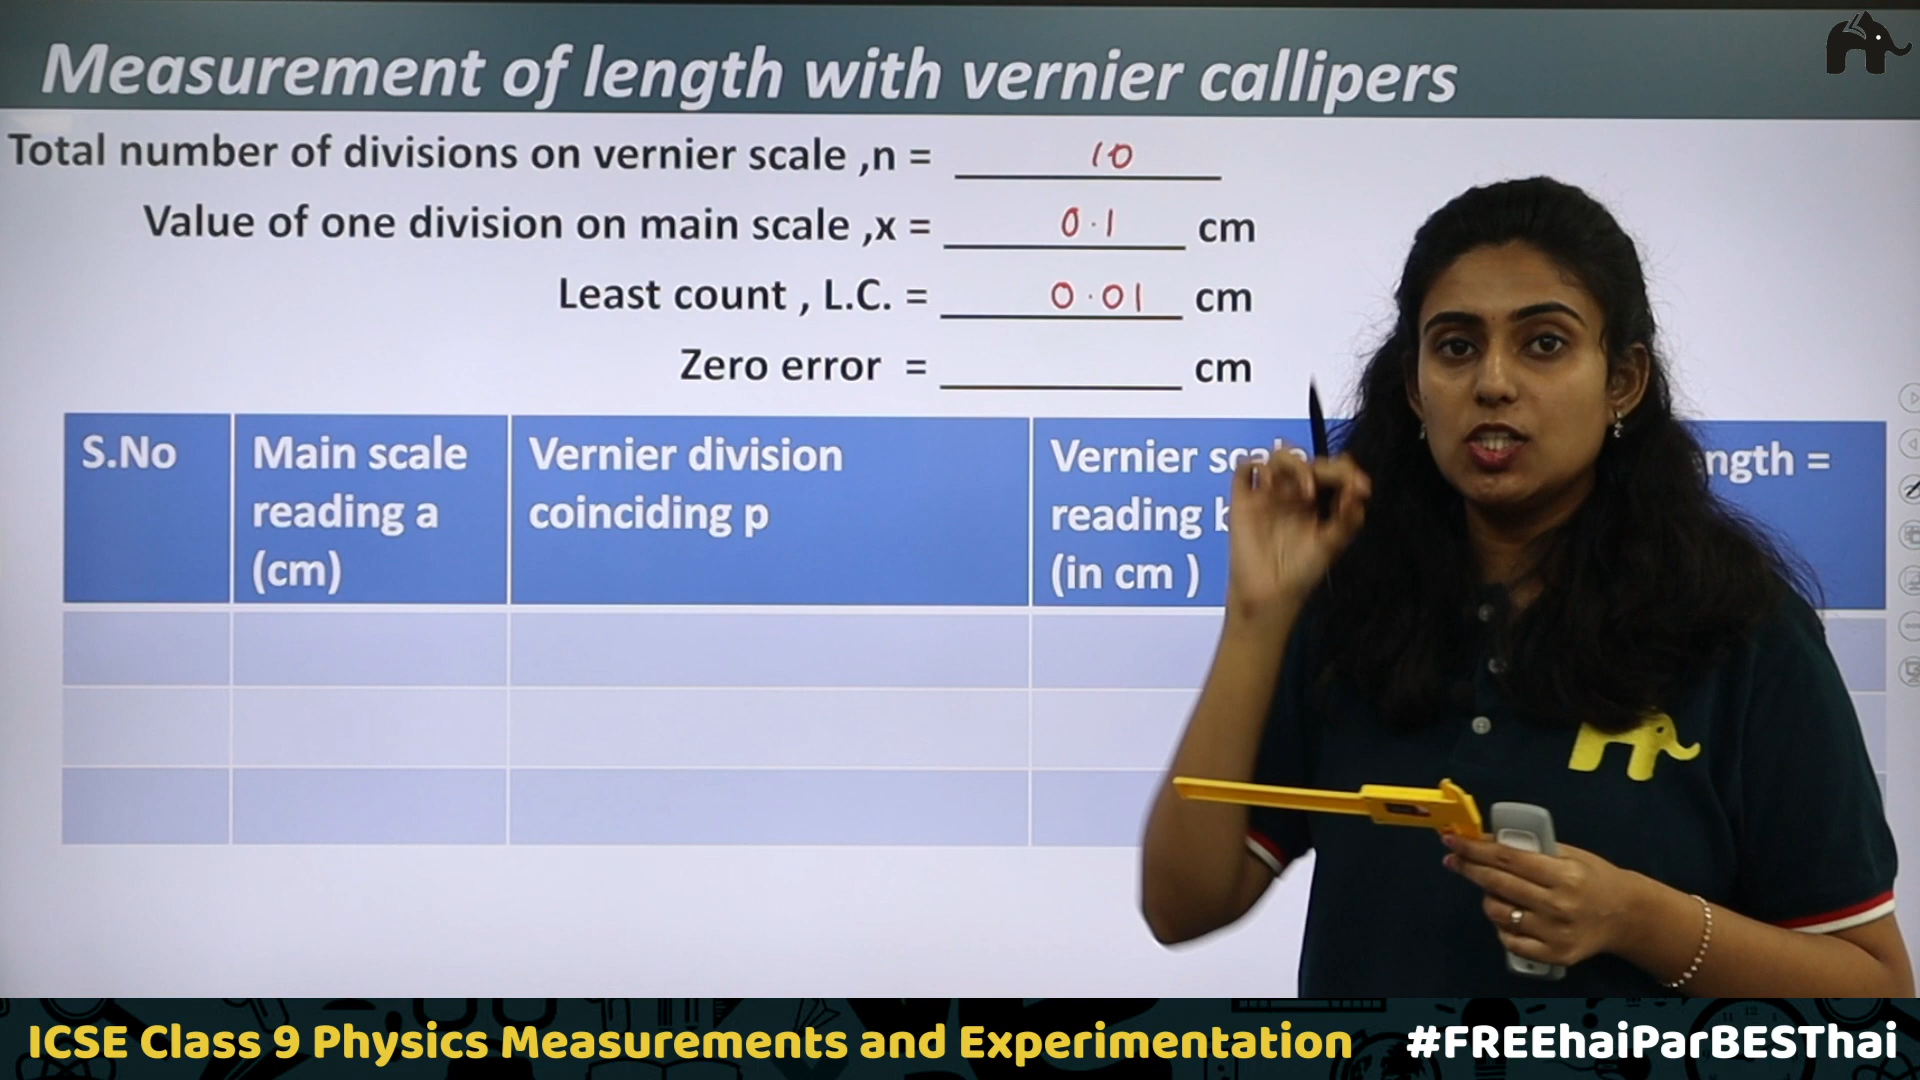 Measurement of length with vernier callipers
Total number of divisions on vernier scale ,n = 10
Value of one division on main scale ,x = 0.1 cm
Least count , L.C. = 0.01 cm
Zero error = cm
S.No
Main scale
reading a
(cm)
Vernier division
coinciding p
Vernier scale
reading b
(in cm )
=
ICSE Class 9 Physics Measurements and Experimentation
#FREEhaiParBESThai